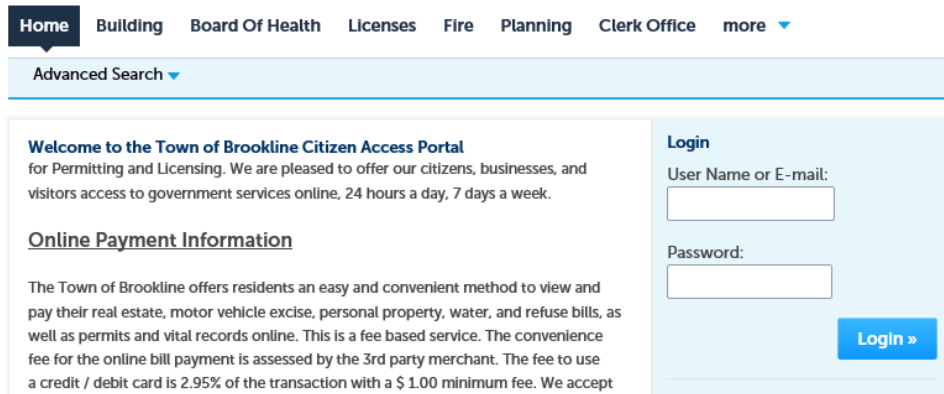 Home Building Board Of Health Licenses Fire Planning Clerk Office more
Advanced Search
Welcome to the Town of Brookline Citizen Access Portal
for Permitting and Licensing. We are pleased to offer our citizens, businesses, and
visitors access to government services online, 24 hours a day, 7 days a week.
Online Payment Information
The Town of Brookline offers residents an easy and convenient method to view and
pay their real estate, motor vehicle excise, personal property, water, and refuse bills, as
well as permits and vital records online. This is a fee based service. The convenience
fee for the online bill payment is assessed by the 3rd party merchant. The fee to use
a credit / debit card is 2.95% of the transaction with a $ 1.00 minimum fee. We accept
Login
User Name or E-mail:
Password:
Login »